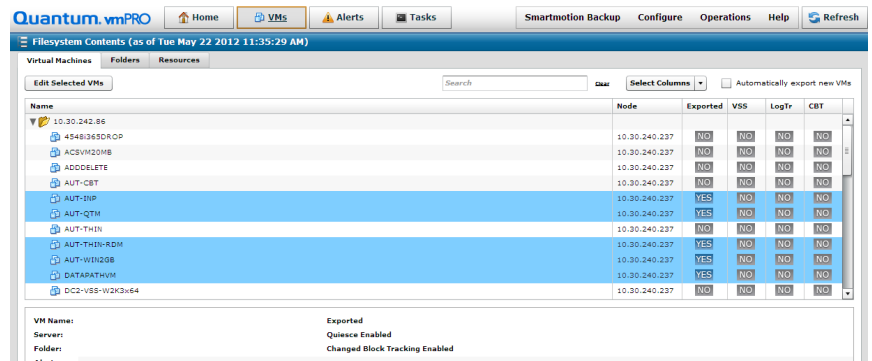 Quantum. vmPRO Home VMs Alerts Tasks Smartmotion Backup Configure Operations Help Refresh
Filesystem Contents (as of Tue May 22 2012 11:35:29 AM)
Virtual Machines Folders Resources
Edit Selected VMs Search Clear Select Columns Automatically export new VMs
Name Node Exported VSS LogTr CBT
10.30.242.86
4548i365DROP 10.30.240.237 NO NO NO NO
ACSVM20MB 10.30.240.237 NO NO NO NO
ADDDELETE 10.30.240.237 NO NO NO NO
AUT-CBT 10.30.240.237 NO NO NO NO
AUT-INP 10.30.240.237 YES NO NO NO
AUT-QTM 10.30.240.237 YES NO NO NO
AUT-THIN 10.30.240.237 NO NO NO NO
AUT-THIN-RDM 10.30.240.237 YES NO NO NO
AUT-WIN2GB 10.30.240.237 YES NO NO NO
DATAPATHVM 10.30.240.237 YES NO NO NO
DC2-VSS-W2K3x64 10.30.240.237 NO NO NO NO
VM Name: Exported
Server: Quiesce Enabled
Folder: Changed Block Tracking Enabled